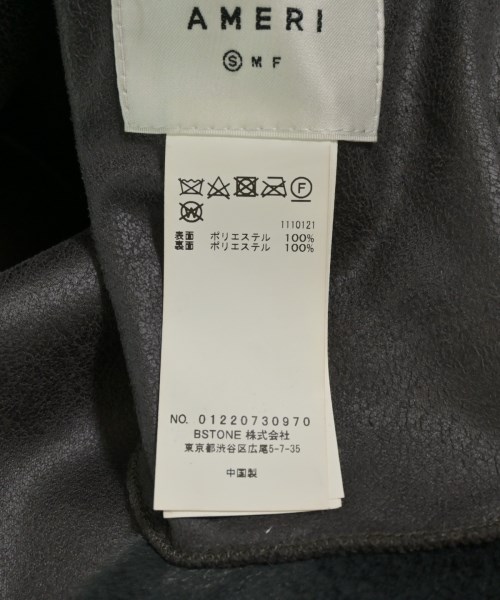 AMERI
S M F
F
W
1110121
表面 ポリエステル 100%
裏面 ポリエステル 100%
NO. 01220730970
BSTONE 株式会社
東京都渋谷区広尾5-7-35
中国製